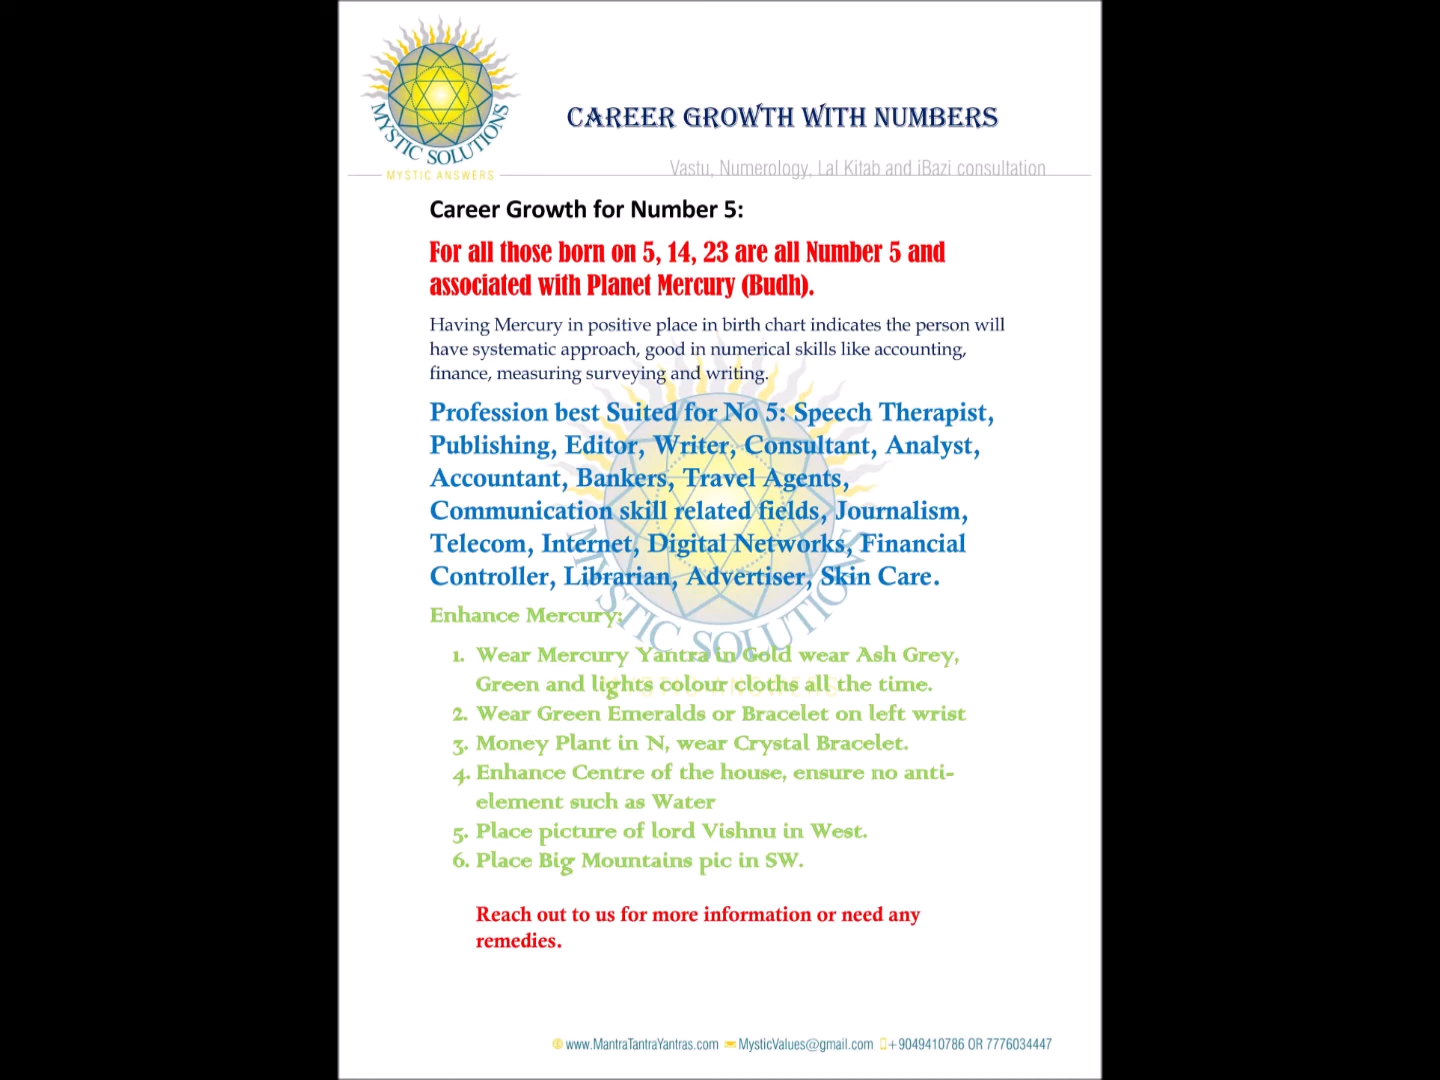 MYSTIC SOLUTIONS
MYSTIC ANSWERS
CAREER GROWTH WITH NUMBERS
Vastu, Numerology, Lal Kitab and iBazi consultation
Career Growth for Number 5:
For all those born on 5, 14, 23 are all Number 5 and
associated with Planet Mercury (Budh).
Having Mercury in positive place in birth chart indicates the person will
have systematic approach, good in numerical skills like accounting,
finance, measuring surveying and writing.
Profession best Suited for No 5: Speech Therapist,
Publishing, Editor, Writer, Consultant, Analyst,
Accountant, Bankers, Travel Agents,
Communication skill related fields, Journalism,
Telecom, Internet, Digital Networks, Financial
Controller, Librarian, Advertiser, Skin Care.
Enhance Mercury:
1. Wear Mercury Yantra in Gold wear Ash Grey,
Green and lights colour cloths all the time.
2. Wear Green Emeralds or Bracelet on left wrist
3. Money Plant in N, wear Crystal Bracelet.
4. Enhance Centre of the house, ensure no anti-
element such as Water
5. Place picture of lord Vishnu in West.
6. Place Big Mountains pic in SW.
MYSTIC SOLUTIONS
MYSTIC ANSWERS
Reach out to us for more information or need any
remedies.
www.MantraTantraYantras.com MysticValues@gmail.com +9049410786 OR 7776034447